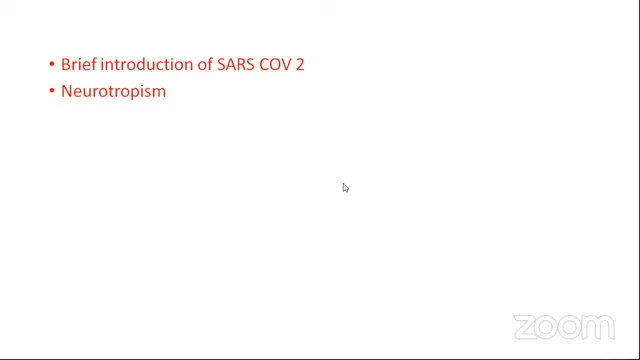 • Brief introduction of SARS COV 2
• Neurotropism
zoom